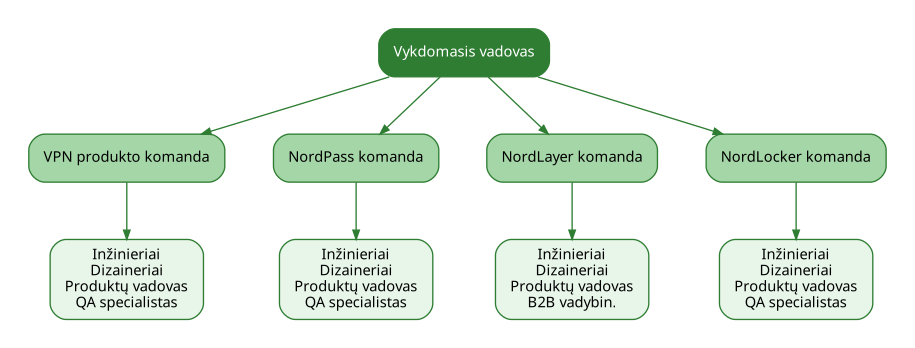 Vykdomasis vadovas
VPN produkto komanda
NordPass komanda
NordLayer komanda
NordLocker komanda
Inžinieriai
Dizaineriai
Produktų vadovas
QA specialistas
Inžinieriai
Dizaineriai
Produktų vadovas
QA specialistas
Inžinieriai
Dizaineriai
Produktų vadovas
B2B vadybin.
Inžinieriai
Dizaineriai
Produktų vadovas
QA specialistas